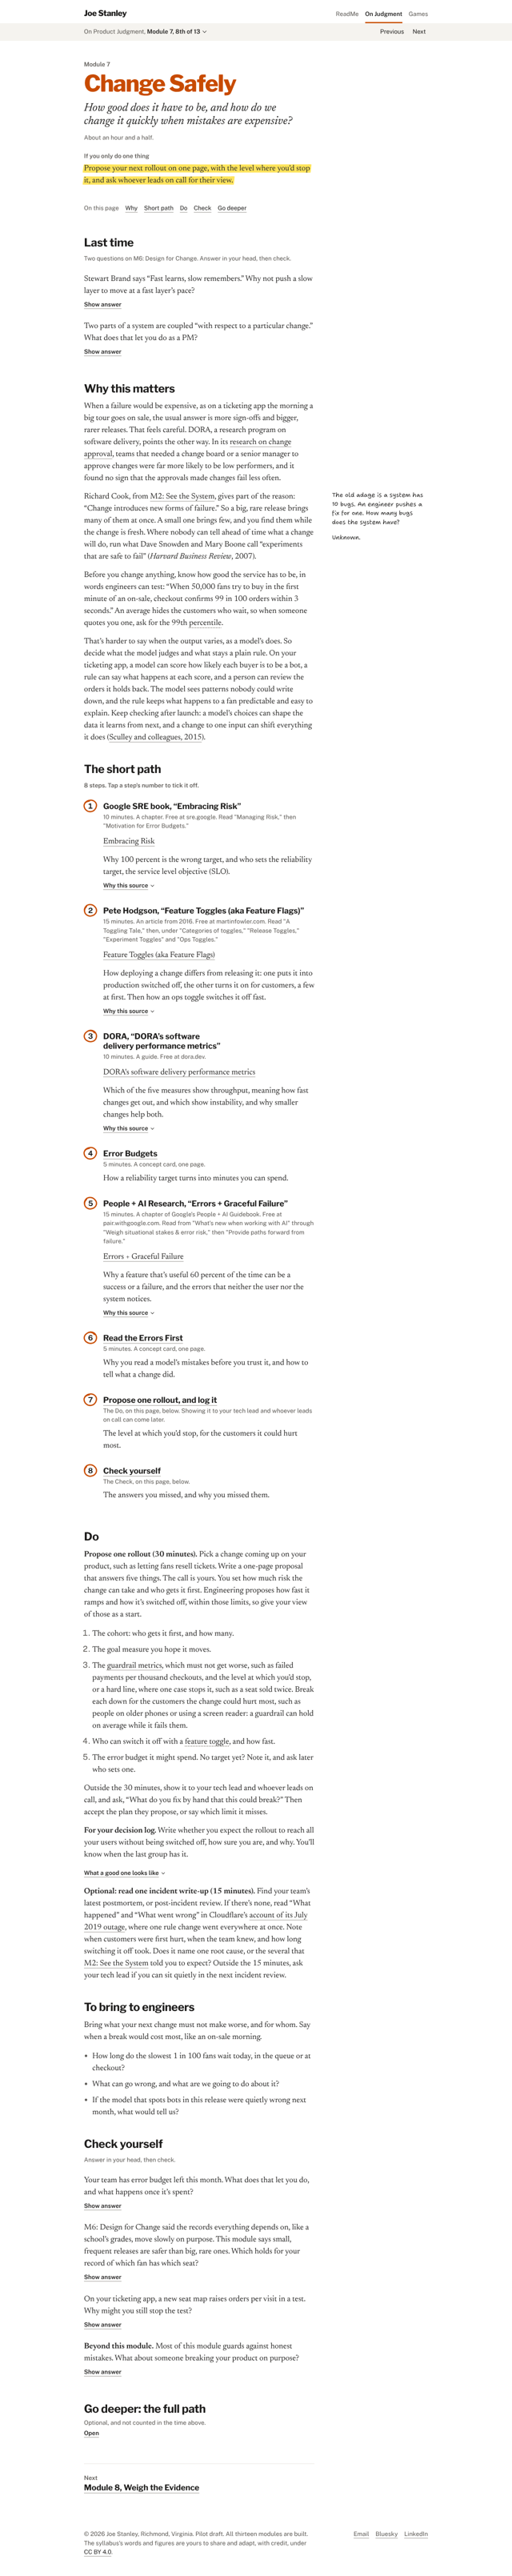 Joe Stanley
ReadMe On Judgment Games
On Product Judgment, Module 7, 8th of 13
Previous Next
Module 7
Change Safely
How good does it have to be, and how do we
change it quickly when mistakes are expensive?
About an hour and a half.
If you only do one thing
Propose your next rollout on one page, with the level where you'd stop
it, and ask whoever leads on call for their view.
On this page Why Short path Do Check Go deeper
Last time
Two questions on M6: Design for Change. Answer in your head, then check.
Stewart Brand says “Fast learns, slow remembers.” Why not push a slow
layer to move at a fast layer's pace?
Show answer
Two parts of a system are coupled “with respect to a particular change.”
What does that let you do as a PM?
Show answer
Why this matters
When a failure would be expensive, as on a ticketing app the morning a
big tour goes on sale, the usual answer is more sign-offs and bigger,
rarer releases. That feels careful. DORA, a research program on
software delivery, points the other way. In its research on change
approval, teams that needed a change board or a senior manager to
approve changes were far more likely to be low performers, and it
found no sign that the approvals made changes fail less often.
Richard Cook, from M2: See the System, gives part of the reason:
“Change introduces new forms of failure.” So a big, rare release brings
many of them at once. A small one brings few, and you find them while
the change is fresh. Where nobody can tell ahead of time what a change
will do, run what Dave Snowden and Mary Boone call “experiments
that are safe to fail” (Harvard Business Review, 2007).
The old adage is a system has
10 bugs. An engineer pushes a
fix for one. How many bugs
does the system have?
Unknown.
Before you change anything, know how good the service has to be, in
words engineers can test: “When 50,000 fans try to buy in the first
minute of an on-sale, checkout confirms 99 in 100 orders within 3
seconds.” An average hides the customers who wait, so when someone
quotes you one, ask for the 99th percentile.
That's harder to say when the output varies, as a model's does. So
decide what the model judges and what stays a plain rule. On your
ticketing app, a model can score how likely each buyer is to be a bot, a
rule can say what happens at each score, and a person can review the
orders it holds back. The model sees patterns nobody could write
down, and the rule keeps what happens to a fan predictable and easy to
explain. Keep checking after launch: a model's choices can shape the
data it learns from next, and a change to one input can shift everything
it does (Sculley and colleagues, 2015).
The short path
8 steps. Tap a step's number to tick it off.
1 Google SRE book, “Embracing Risk”
10 minutes. A chapter. Free at sre.google. Read "Managing Risk," then
"Motivation for Error Budgets."
Embracing Risk
Why 100 percent is the wrong target, and who sets the reliability
target, the service level objective (SLO).
Why this source
2 Pete Hodgson, “Feature Toggles (aka Feature Flags)”
15 minutes. An article from 2016. Free at martinfowler.com. Read "A
Toggling Tale," then, under "Categories of toggles," "Release Toggles,"
"Experiment Toggles" and "Ops Toggles."
Feature Toggles (aka Feature Flags)
How deploying a change differs from releasing it: one puts it into
production switched off, the other turns it on for customers, a few
at first. Then how an ops toggle switches it off fast.
Why this source
3 DORA, “DORA's software
delivery performance metrics”
10 minutes. A guide. Free at dora.dev.
DORA's software delivery performance metrics
Which of the five measures show throughput, meaning how fast
changes get out, and which show instability, and why smaller
changes help both.
Why this source
4 Error Budgets
5 minutes. A concept card, one page.
How a reliability target turns into minutes you can spend.
5 People + AI Research, “Errors + Graceful Failure”
15 minutes. A chapter of Google's People + AI Guidebook. Free at
pair.withgoogle.com. Read from "What's new when working with AI" through
"Weigh situational stakes & error risk," then "Provide paths forward from
failure."
Errors + Graceful Failure
Why a feature that's useful 60 percent of the time can be a
success or a failure, and the errors that neither the user nor the
system notices.
Why this source
6 Read the Errors First
5 minutes. A concept card, one page.
Why you read a model's mistakes before you trust it, and how to
tell what a change did.
7 Propose one rollout, and log it
The Do, on this page, below. Showing it to your tech lead and whoever leads
on call can come later.
The level at which you'd stop, for the customers it could hurt
most.
8 Check yourself
The Check, on this page, below.
The answers you missed, and why you missed them.
Do
Propose one rollout (30 minutes). Pick a change coming up on your
product, such as letting fans resell tickets. Write a one-page proposal
that answers five things. The call is yours. You set how much risk the
change can take and who gets it first. Engineering proposes how fast it
ramps and how it's switched off, within those limits, so give your view
of those as a start.
1. The cohort: who gets it first, and how many.
2. The goal measure you hope it moves.
3. The guardrail metrics, which must not get worse, such as failed
payments per thousand checkouts, and the level at which you'd stop,
or a hard line, where one case stops it, such as a seat sold twice. Break
each down for the customers the change could hurt most, such as
people on older phones or using a screen reader: a guardrail can hold
on average while it fails them.
4. Who can switch it off with a feature toggle, and how fast.
5. The error budget it might spend. No target yet? Note it, and ask later
who sets one.
Outside the 30 minutes, show it to your tech lead and whoever leads on
call, and ask, “What do you fix by hand that this could break?” Then
accept the plan they propose, or say which limit it misses.
For your decision log. Write whether you expect the rollout to reach all
your users without being switched off, how sure you are, and why. You'll
know when the last group has it.
What a good one looks like
Optional: read one incident write-up (15 minutes). Find your team's
latest postmortem, or post-incident review. If there's none, read “What
happened” and “What went wrong” in Cloudflare's account of its July
2019 outage, where one rule change went everywhere at once. Note
when customers were first hurt, when the team knew, and how long
switching it off took. Does it name one root cause, or the several that
M2: See the System told you to expect? Outside the 15 minutes, ask
your tech lead if you can sit quietly in the next incident review.
To bring to engineers
Bring what your next change must not make worse, and for whom. Say
when a break would cost most, like an on-sale morning.
• How long do the slowest 1 in 100 fans wait today, in the queue or at
checkout?
• What can go wrong, and what are we going to do about it?
• If the model that spots bots in this release were quietly wrong next
month, what would tell us?
Check yourself
Answer in your head, then check.
Your team has error budget left this month. What does that let you do,
and what happens once it's spent?
Show answer
M6: Design for Change said the records everything depends on, like a
school's grades, move slowly on purpose. This module says small,
frequent releases are safer than big, rare ones. Which holds for your
record of which fan has which seat?
Show answer
On your ticketing app, a new seat map raises orders per visit in a test.
Why might you still stop the test?
Show answer
Beyond this module. Most of this module guards against honest
mistakes. What about someone breaking your product on purpose?
Show answer
Go deeper: the full path
Optional, and not counted in the time above.
Open
Next
Module 8, Weigh the Evidence
© 2026 Joe Stanley, Richmond, Virginia. Pilot draft. All thirteen modules are built.
The syllabus's words and figures are yours to share and adapt, with credit, under
CC BY 4.0.
Email Bluesky LinkedIn